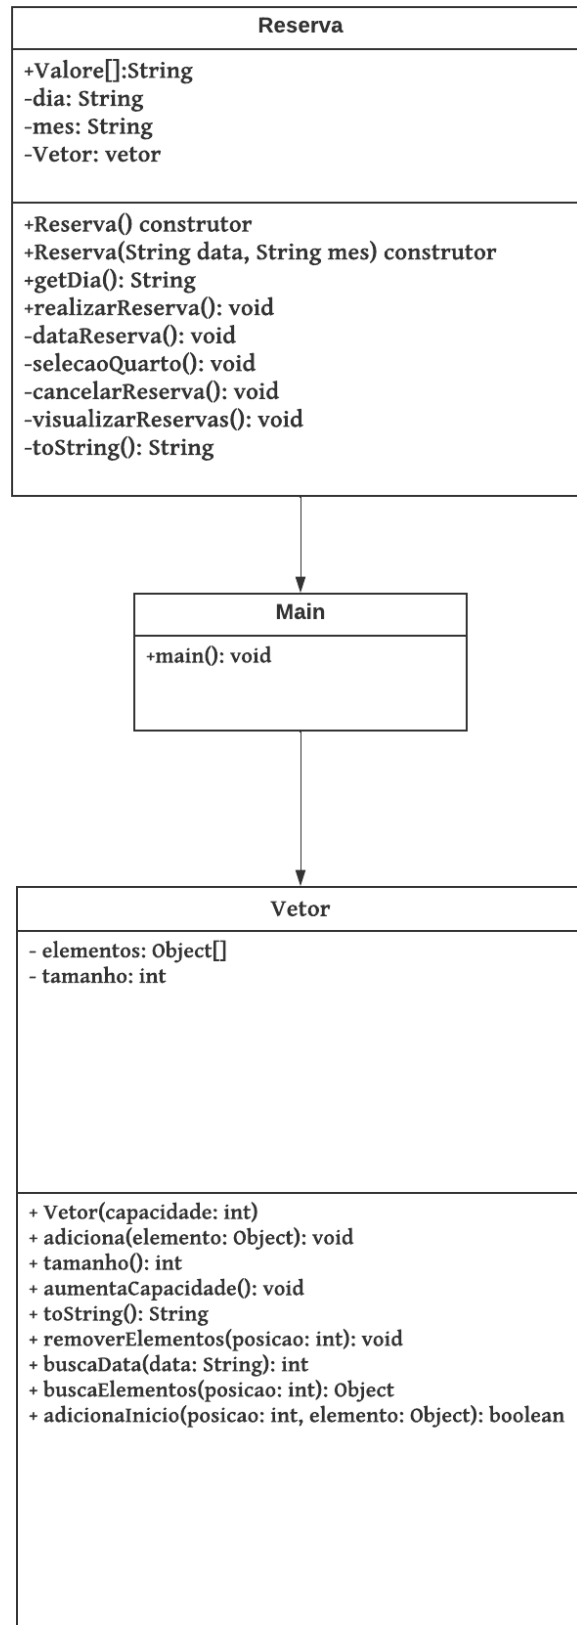 Reserva
+Valore[]:String
-dia: String
-mes: String
-Vetor: vetor
+Reserva() construtor
+Reserva(String data, String mes) construtor
+getDia(): String
+realizarReserva(): void
-dataReserva(): void
-selecaoQuarto(): void
-cancelarReserva(): void
-visualizarReservas(): void
-toString(): String
Main
+main(): void
Vetor
- elementos: Object[]
- tamanho: int
+ Vetor(capacidade: int)
+ adiciona(elemento: Object): void
+ tamanho(): int
+ aumentaCapacidade(): void
+ toString(): String
+ removerElementos(posicao: int): void
+ buscaData(data: String): int
+ buscaElementos(posicao: int): Object
+ adicionaInicio(posicao: int, elemento: Object): boolean